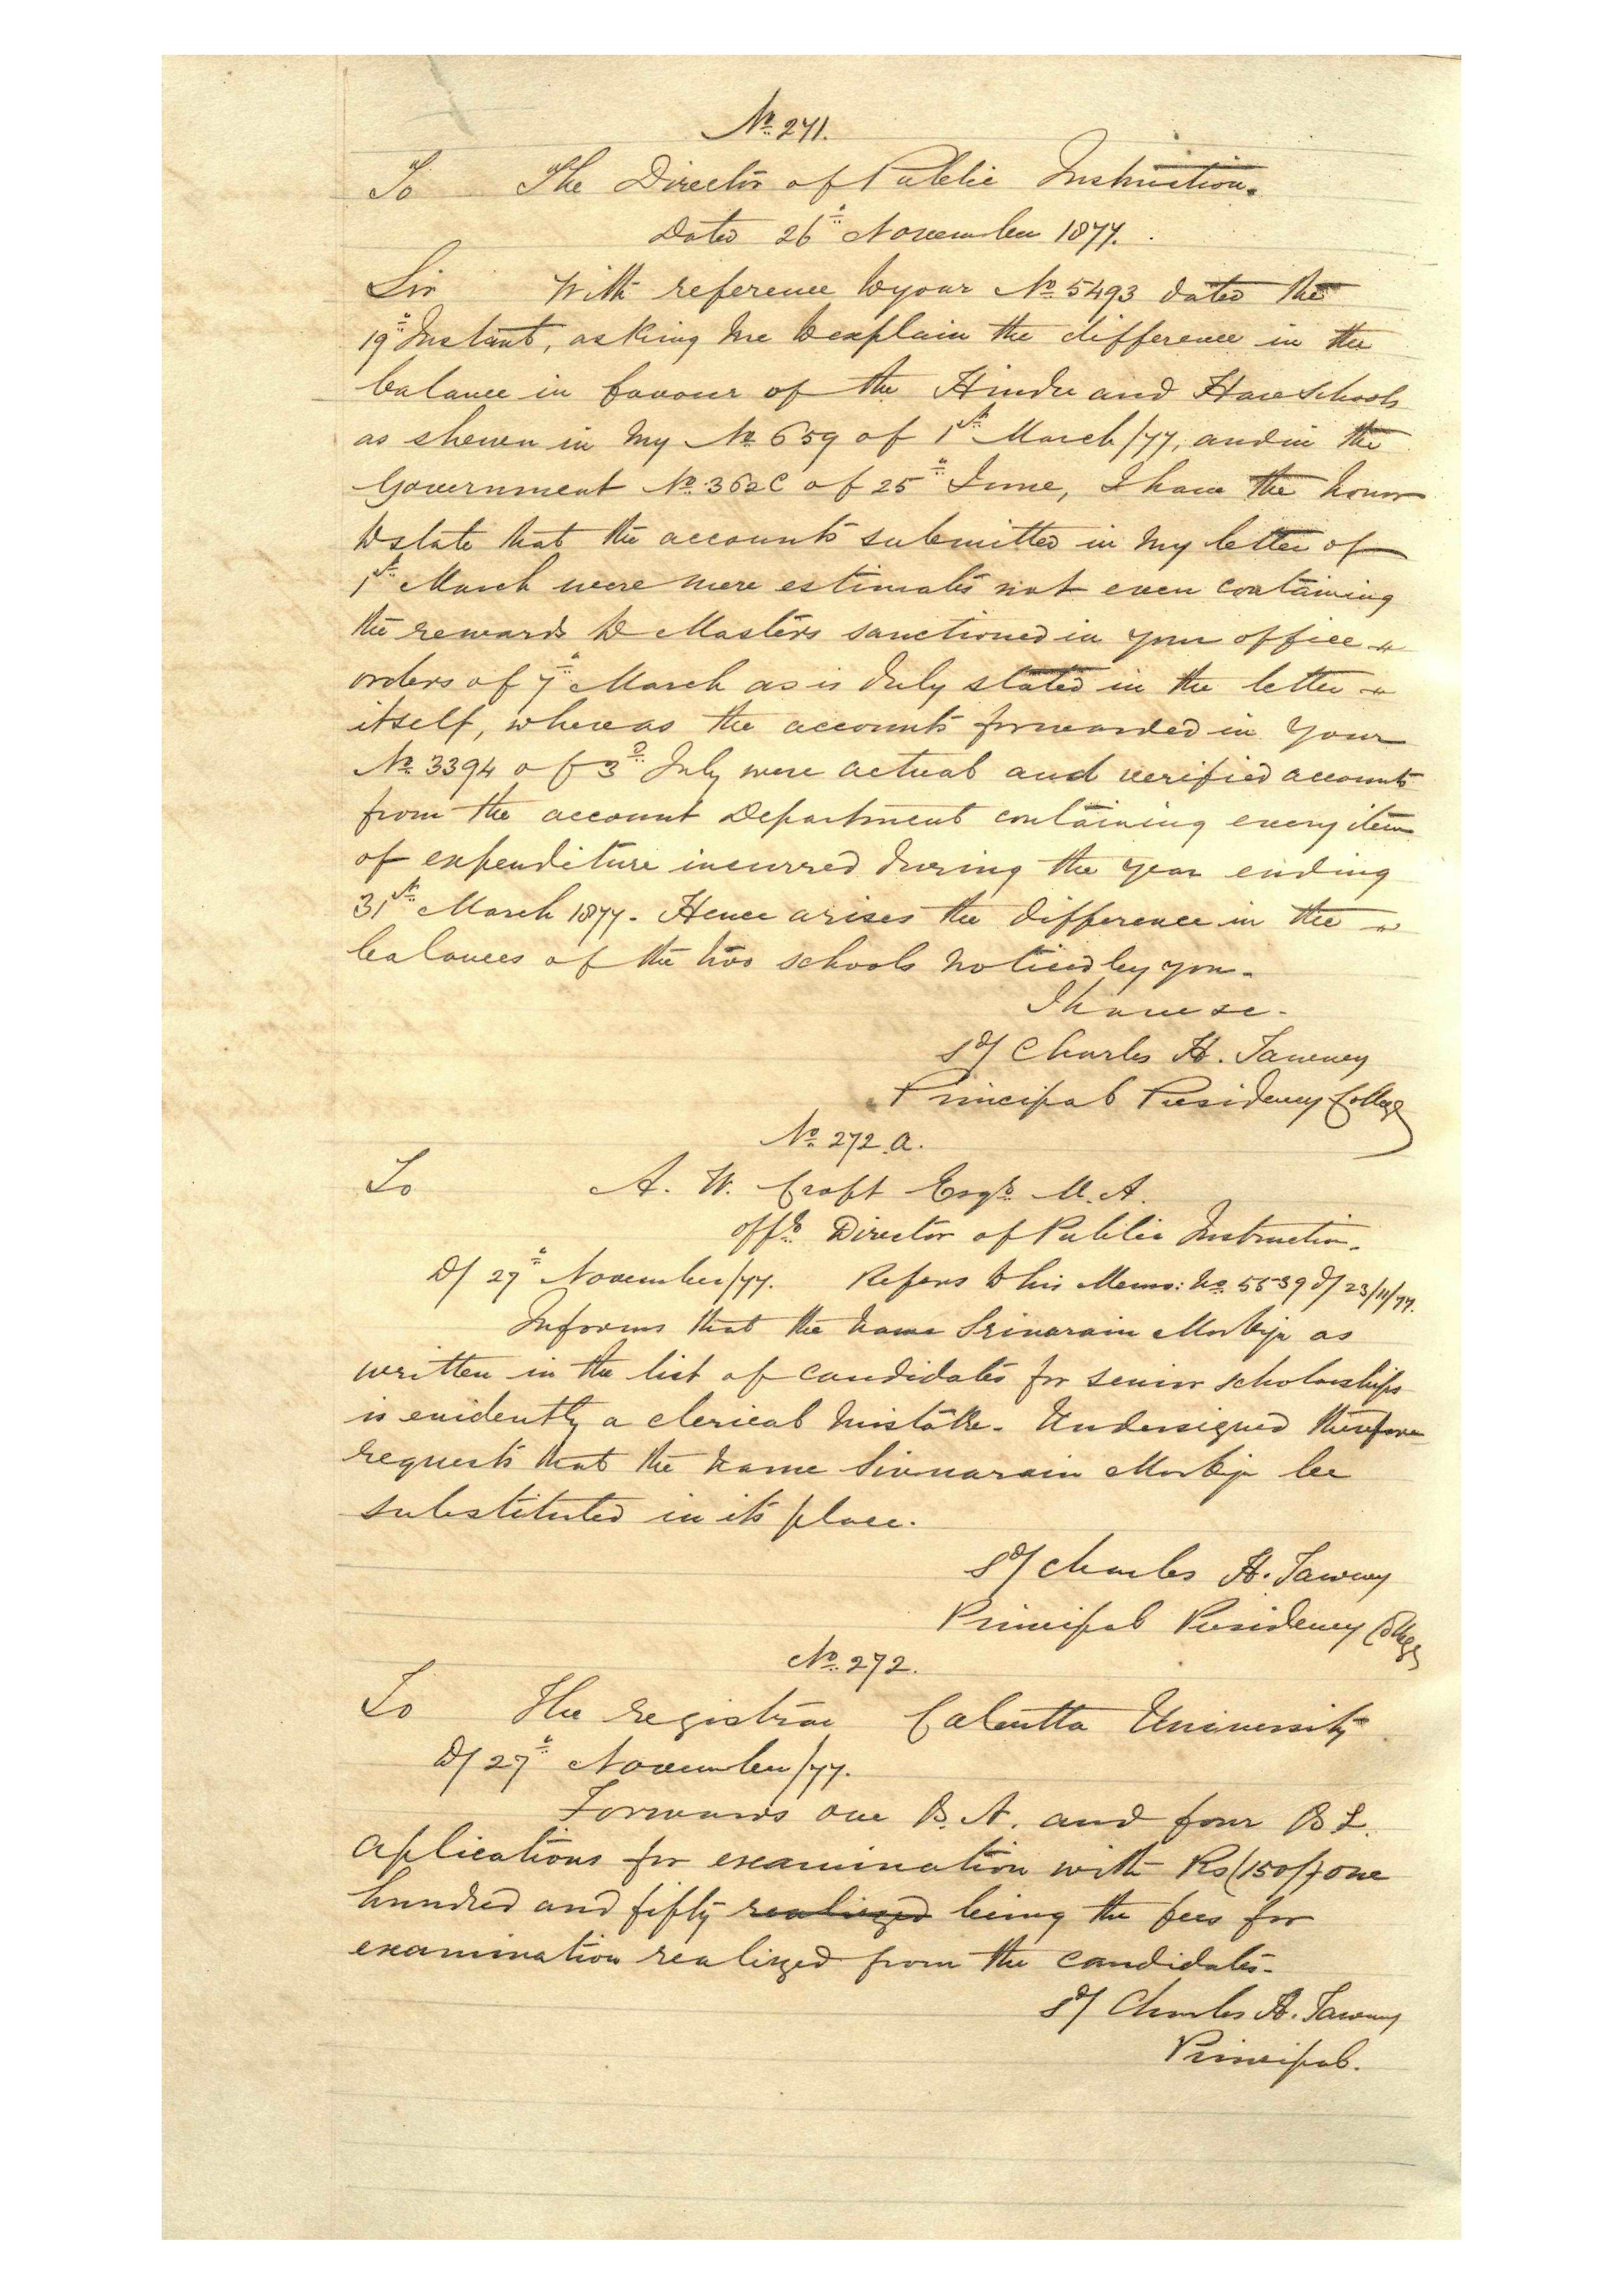 No. 271.
To The Director of Public Instruction.
Dated 26th November 1877.
Sir With reference to your No. 5493 dated the
19th Instant, asking me to explain the difference in the
balance in favour of the Hindu and Hare Schools
as shewn in my No. 659 of 1st March/77, and in the
Government No. 362C of 25th June, I have the honor
to state that the accounts submitted in my letter of
1st March were mere estimates not even containing
the rewards to Masters sanctioned in your office
orders of 7th March as is duly stated in the letter
itself, whereas the accounts forwarded in your
No. 3394 of 3d July were actual and verified accounts
from the account Department containing every item
of expenditure incurred during the year ending
31st March 1877. Hence arises the difference in the
balances of the two schools noticed by you.
I have &c.
Sd/ Charles H. Tawney
Principal Presidency College
No. 272.a.
To A. W. Croft Esqr. M.A.
Offg. Director of Public Instruction.
D/ 27th November/77. Refers to his Memo: No. 5539 d/ 23/11/77.
Informs that the name Srinarain as
written in the list of candidates for senior scholarships
is evidently a clerical mistake. Undersigned therefore
requests that the name Sivnarain be
substituted in its place.
Sd/ Charles H. Tawney
Principal Presidency College
No. 272.
To The registrar Calcutta University
D/ 27th November/77.
Forwards one B.A. and four B L.
Aplications for examination with Rs (150/-) one
hundred and fifty realized being the fees for
examination realized from the candidates.
Sd/ Charles H. Tawney
Principal.